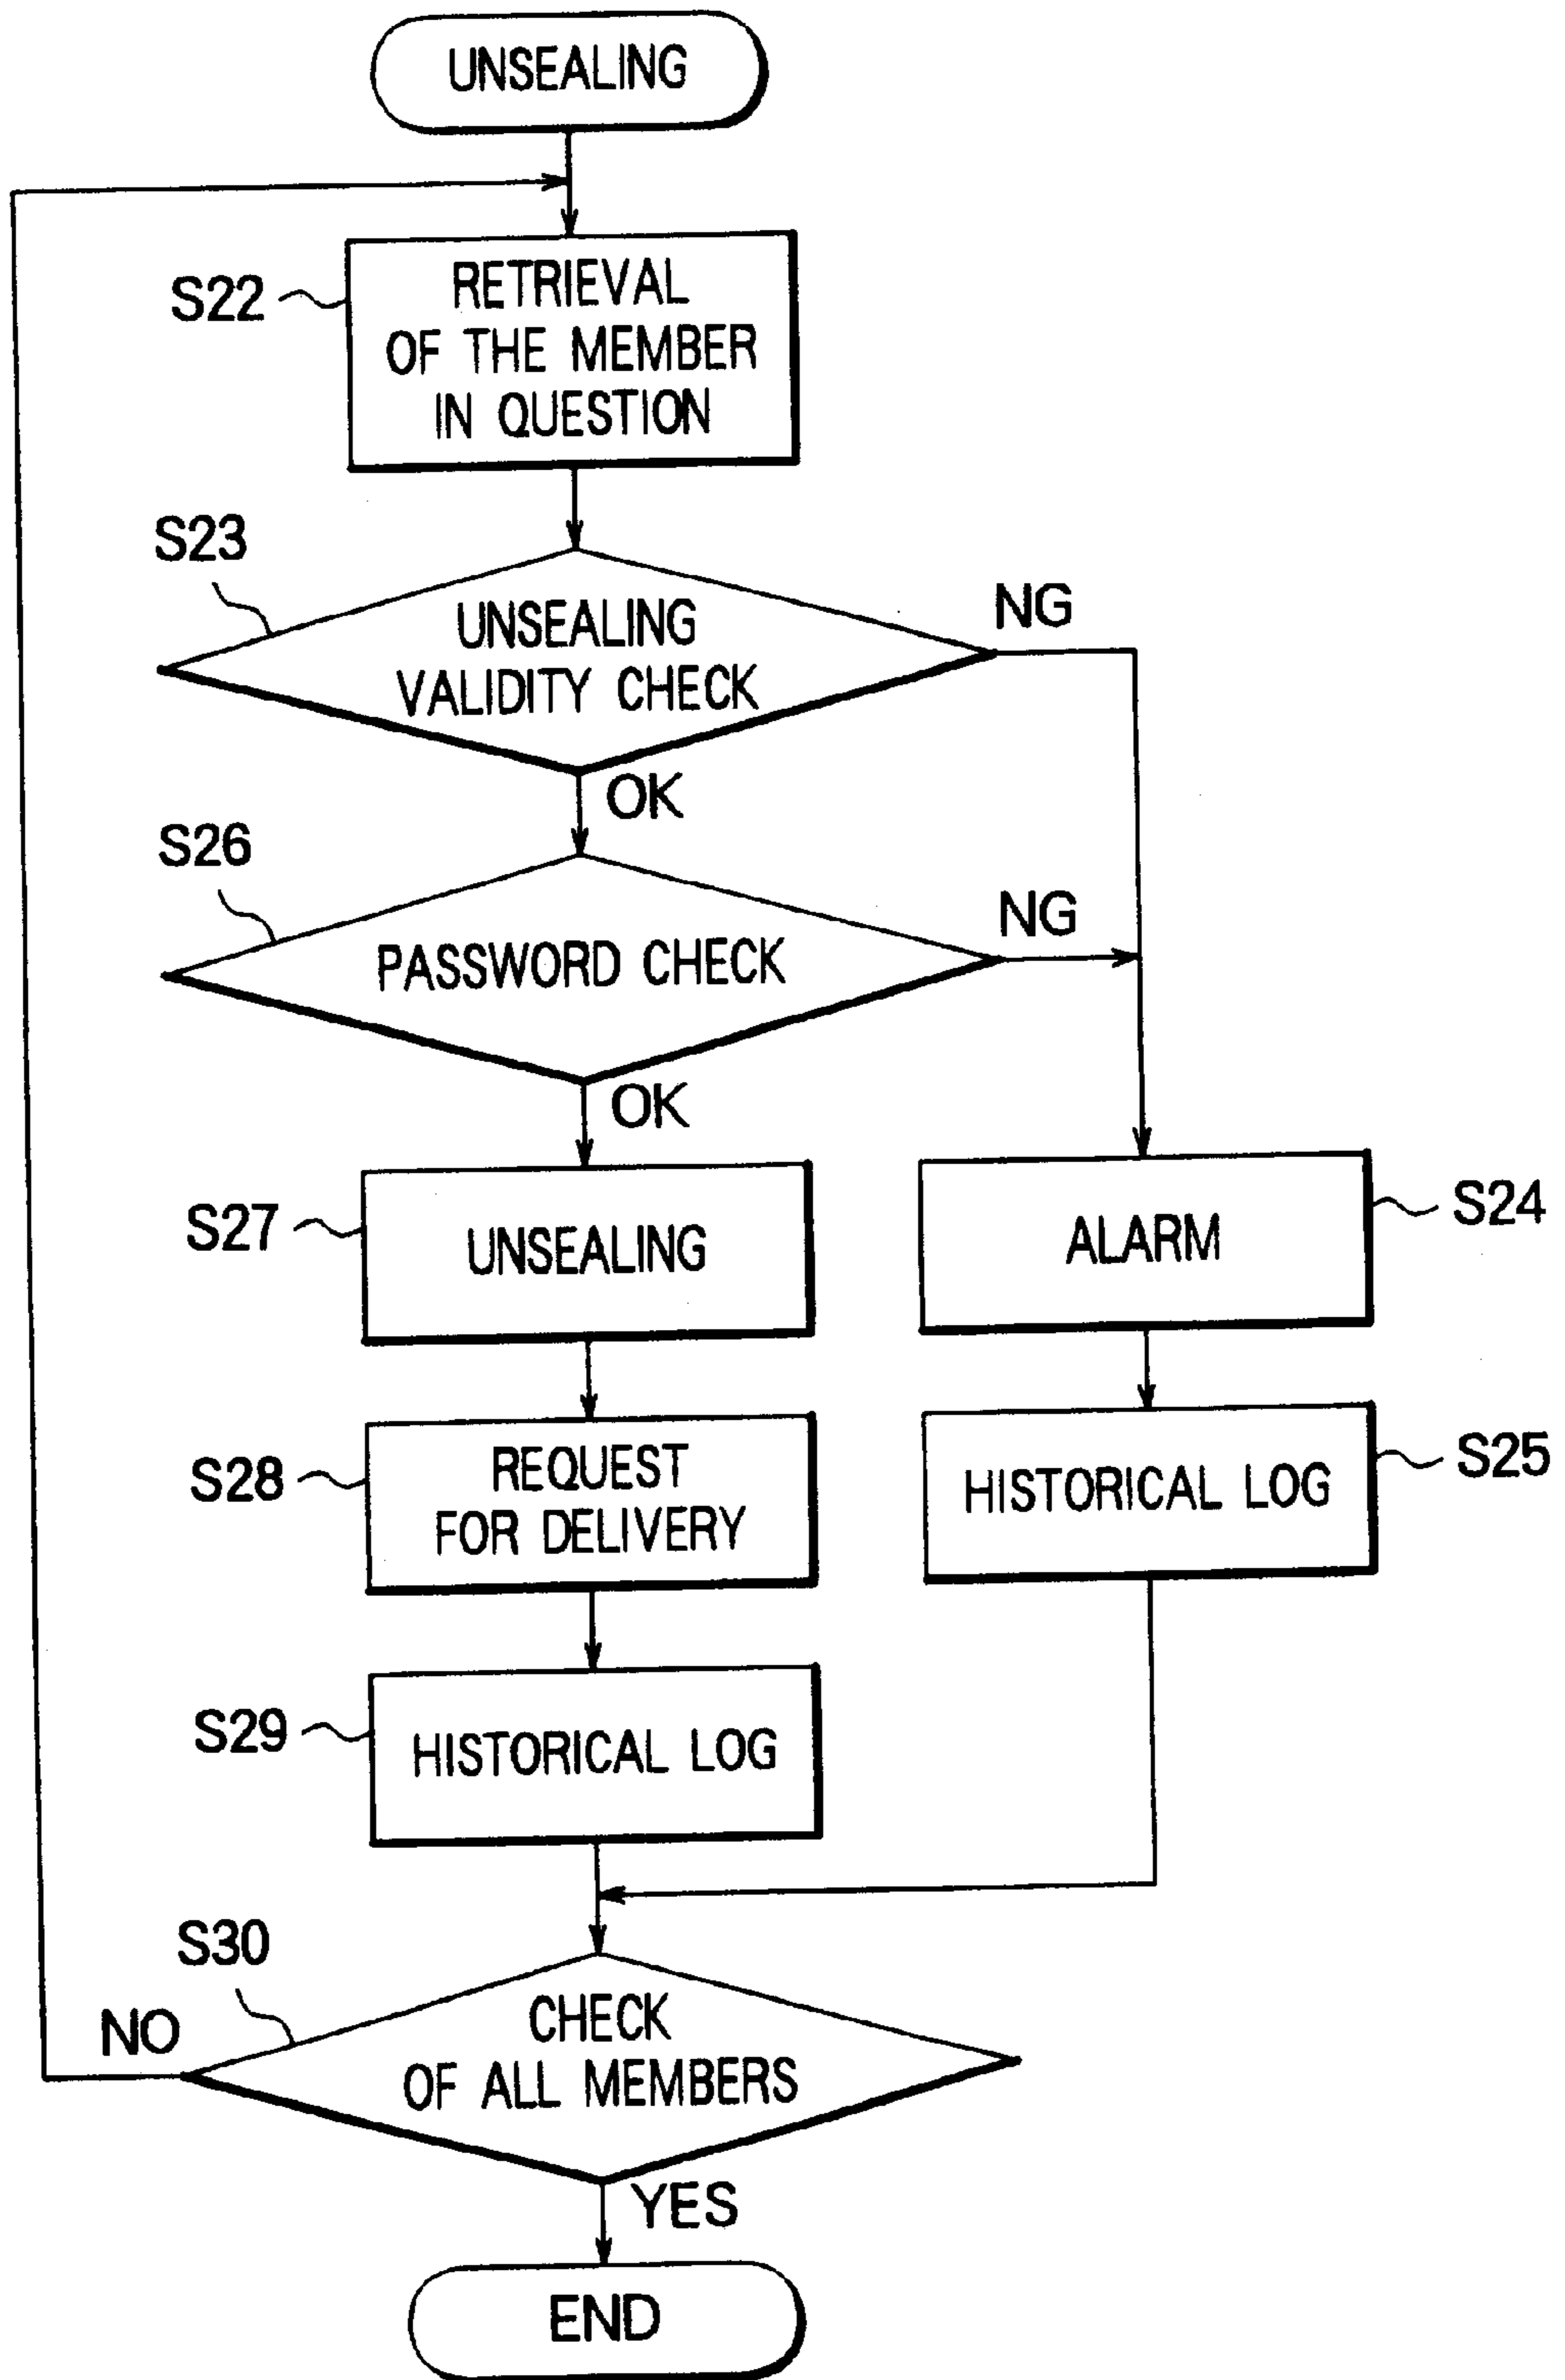 UNSEALING
S22
RETRIEVAL
OF THE MEMBER
IN QUESTION
S23
UNSEALING
VALIDITY CHECK
NG
OK
S26
PASSWORD CHECK
NG
OK
S27
UNSEALING
ALARM
S24
S28
REQUEST
FOR DELIVERY
HISTORICAL LOG
S25
S29
HISTORICAL LOG
S30
NO
CHECK
OF ALL MEMBERS
YES
END